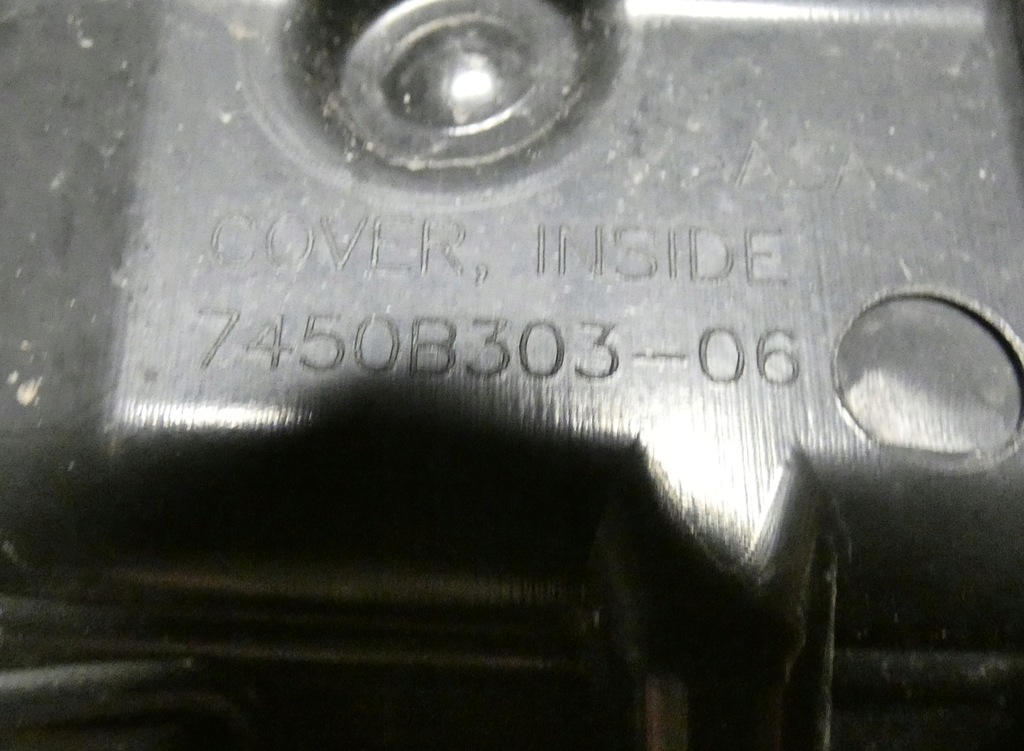 COVER, INSIDE
7450B303-06